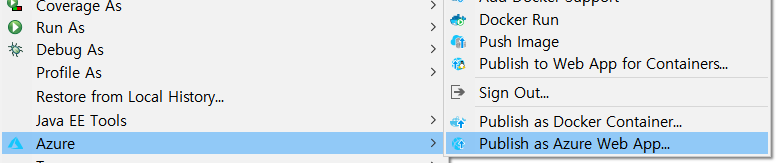 Coverage As
Run As
Debug As
Profile As
Restore from Local History...
Java EE Tools
Azure
Add Docker Support
Docker Run
Push Image
Publish to Web App for Containers...
Sign Out...
Publish as Docker Container...
Publish as Azure Web App...